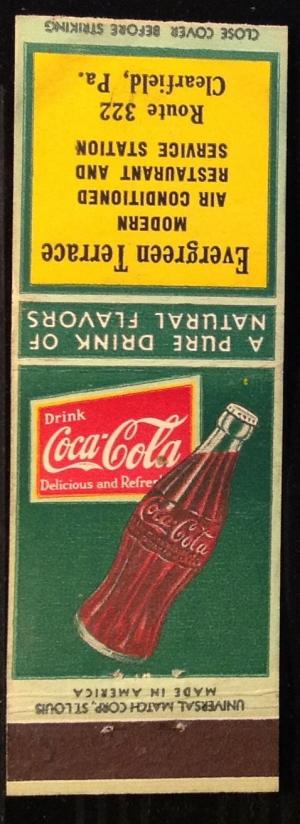 CLOSE COVER BEFORE STRIKING
Evergreen Terrace
MODERN
AIR CONDITIONED
RESTAURANT AND
SERVICE STATION
Route 322
Clearfield, Pa.
A PURE DRINK OF
NATURAL FLAVORS
Drink
Coca-Cola
Delicious and Refre
Coca-Cola
UNIVERSAL MATCH CORP., ST. LOUIS
MADE IN AMERICA